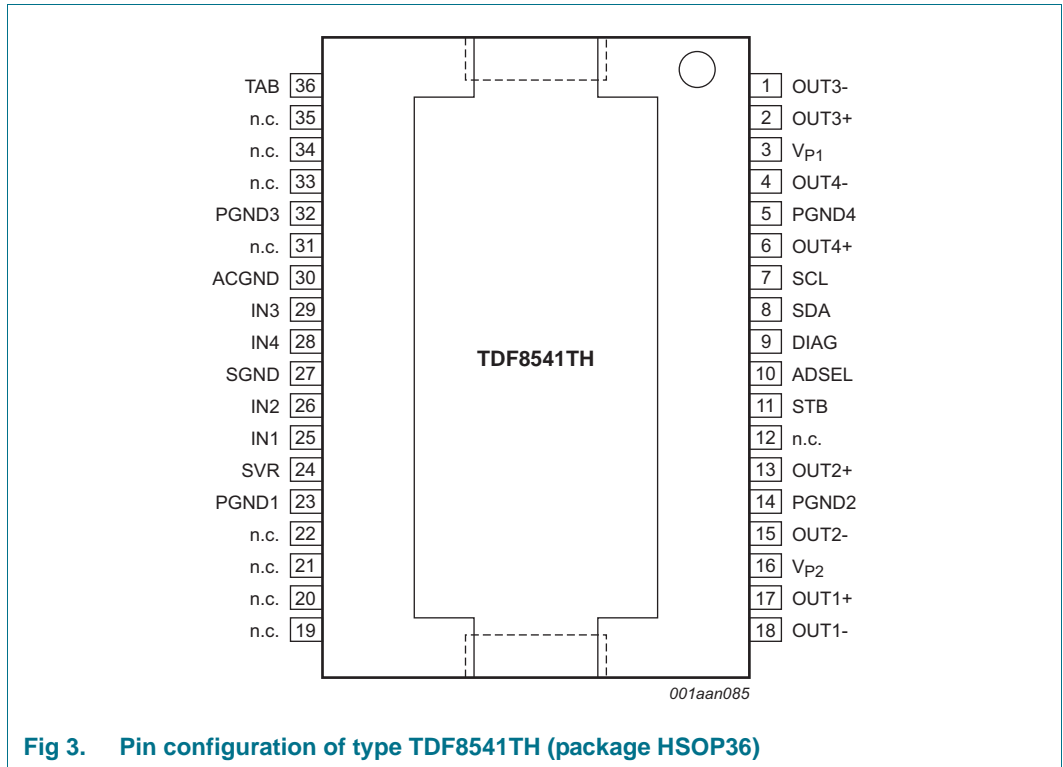 TAB 36
n.c. 35
n.c. 34
n.c. 33
PGND3 32
n.c. 31
ACGND 30
IN3 29
IN4 28
SGND 27
IN2 26
IN1 25
SVR 24
PGND1 23
n.c. 22
n.c. 21
n.c. 20
n.c. 19
TDF8541TH
1 OUT3-
2 OUT3+
3 VP1
4 OUT4-
5 PGND4
6 OUT4+
7 SCL
8 SDA
9 DIAG
10 ADSEL
11 STB
12 n.c.
13 OUT2+
14 PGND2
15 OUT2-
16 VP2
17 OUT1+
18 OUT1-
001aan085
Fig 3. Pin configuration of type TDF8541TH (package HSOP36)